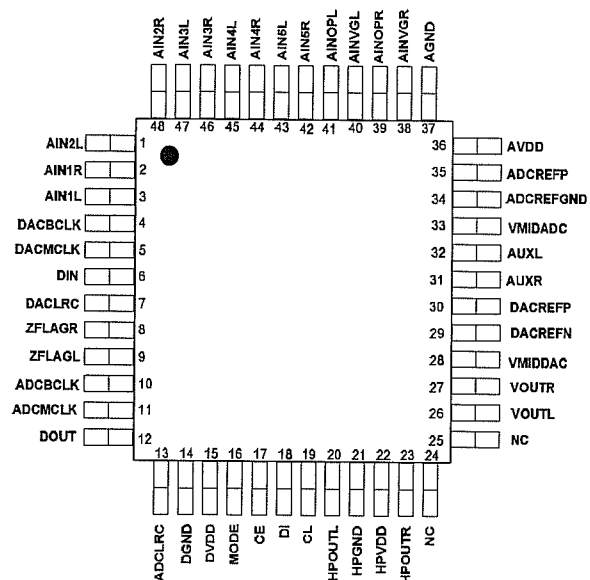 AIN2R
AIN3L
AIN3R
AIN4L
AIN4R
AIN5L
AIN5R
AINOPL
AINVGL
AINOPR
AINVGR
AGND
48 47 46 45 44 43 42 41 40 39 38 37
AIN2L 1
AIN1R 2
AIN1L 3
DACBCLK 4
DACMCLK 5
DIN 6
DACLRC 7
ZFLAGR 8
ZFLAGL 9
ADCBCLK 10
ADCMCLK 11
DOUT 12
36 AVDD
35 ADCREFP
34 ADCREFGND
33 VMIDADC
32 AUXL
31 AUXR
30 DACREFP
29 DACREFN
28 VMIDDAC
27 VOUTR
26 VOUTL
25 NC
13 14 15 16 17 18 19 20 21 22 23 24
ADCLRC
DGND
DVDD
MODE
CE
DI
CL
HPOUTL
HPGND
HPVDD
HPOUTR
NC